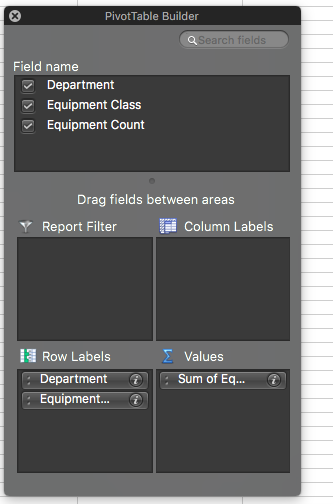 PivotTable Builder
Search fields
Field name
Department
Equipment Class
Equipment Count
Drag fields between areas
Report Filter
Column Labels
Row Labels
Values
Department
Sum of Eq...
Equipment...